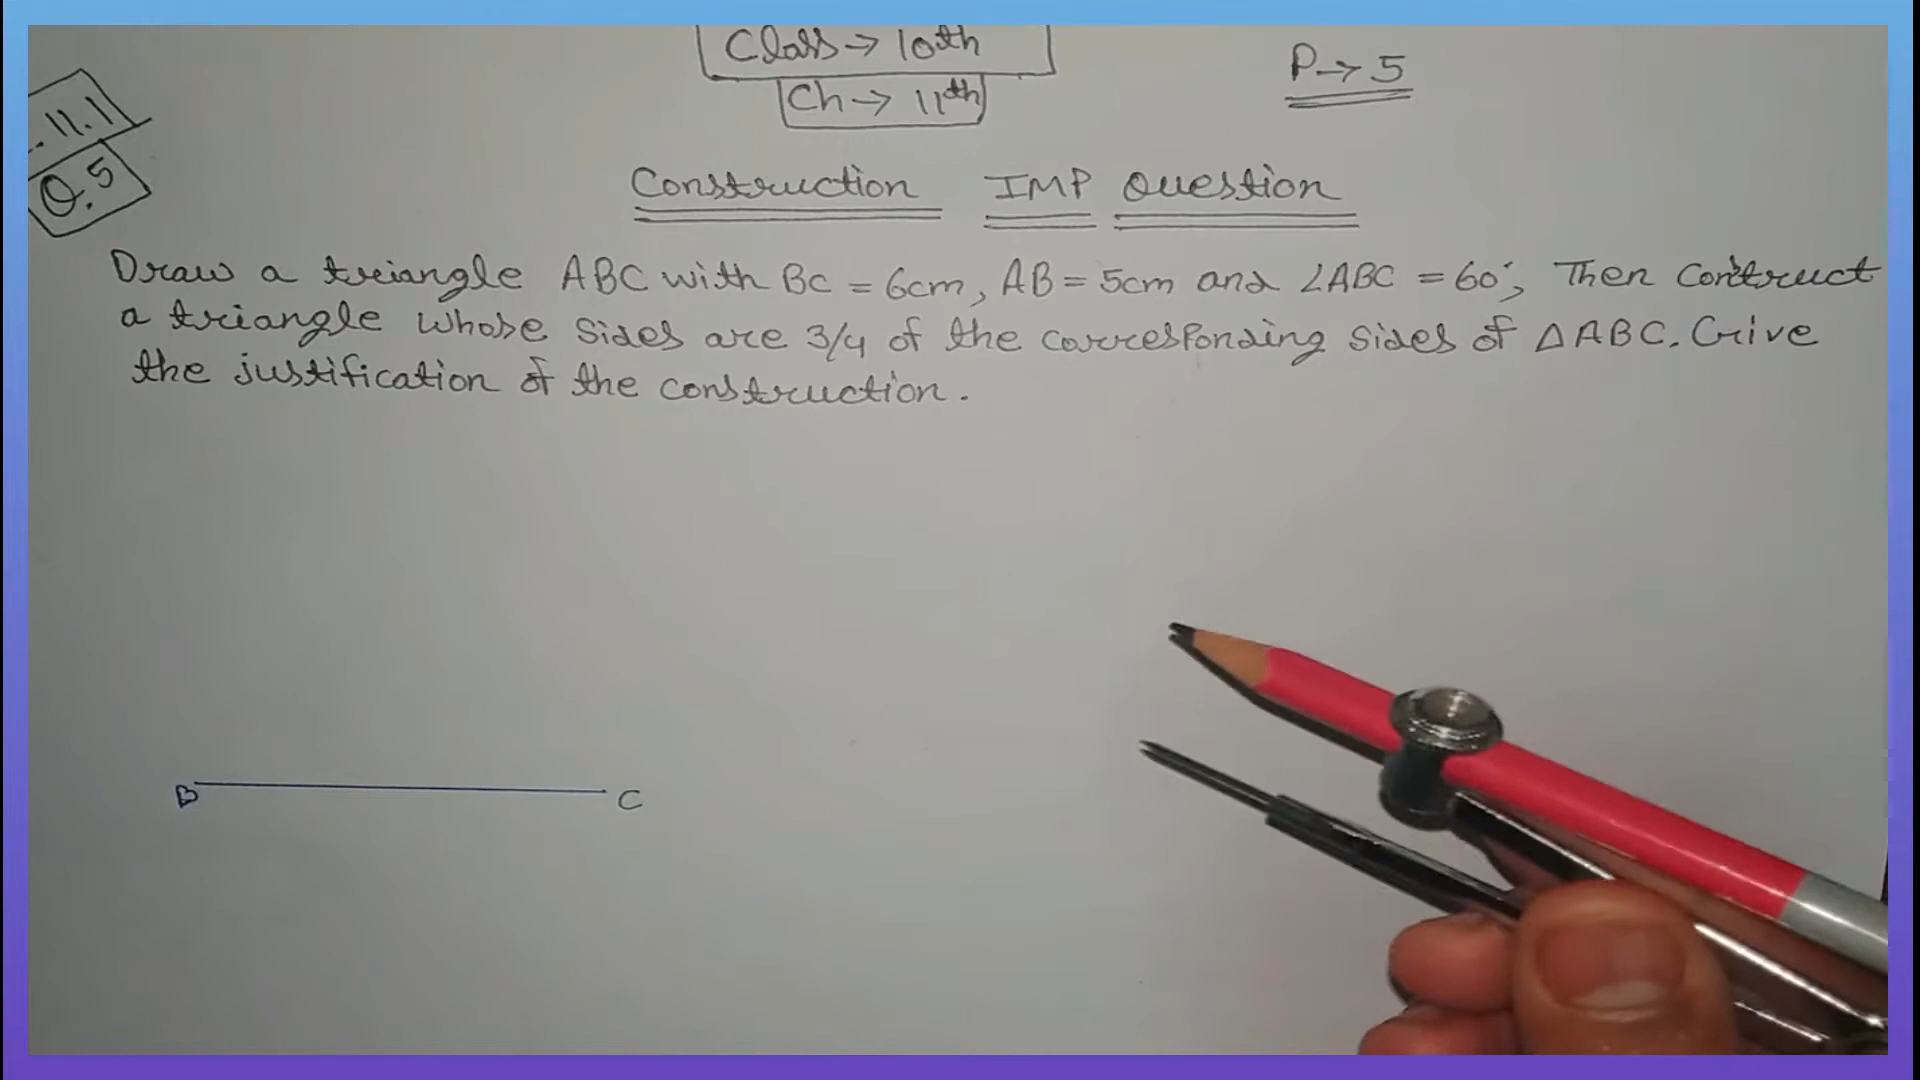 Class → 10th
Ch → 11th
P → 5
. 11.1
Q.5
Construction IMP Question
Draw a triangle ABC with BC = 6cm, AB = 5cm and ∠ABC = 60°, Then construct
a triangle whose sides are 3/4 of the corresponding sides of △ABC. Give
the justification of the construction.
B C